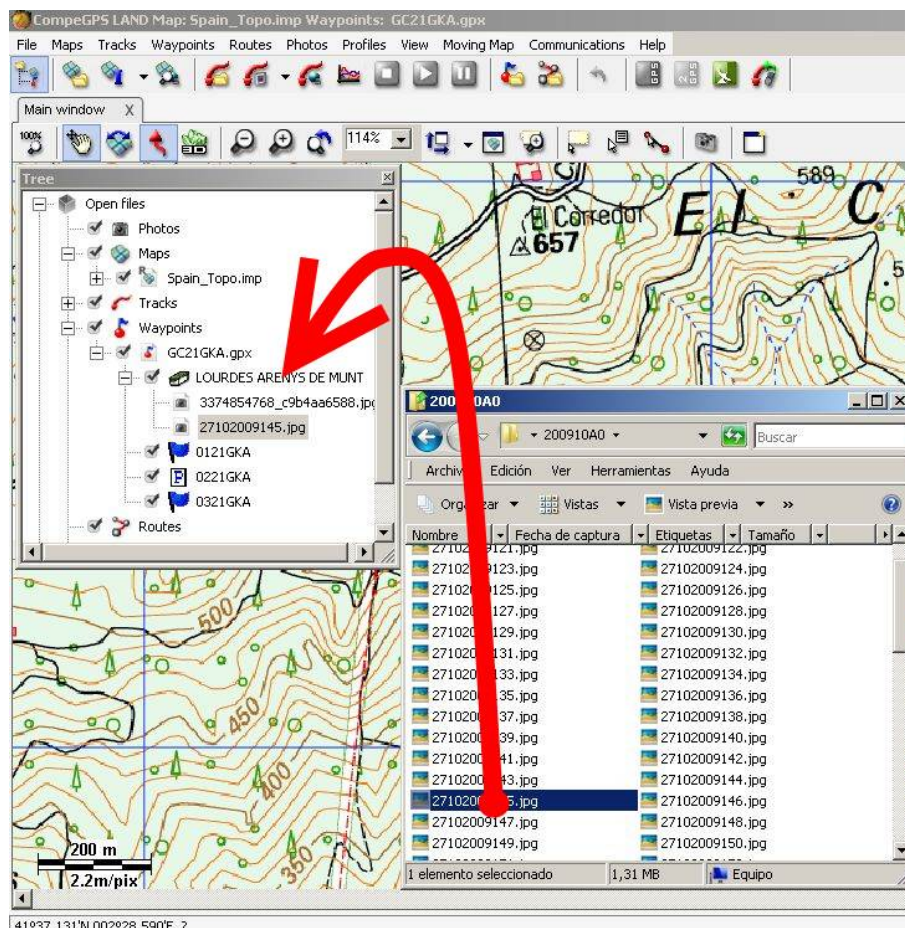 CompeGPS LAND Map: Spain_Topo.imp Waypoints: GC21GKA.gpx
File Maps Tracks Waypoints Routes Photos Profiles View Moving Map Communications Help
Main window X
100% 114%
Tree
Open files
Photos
Maps
Spain_Topo.imp
Tracks
Waypoints
GC21GKA.gpx
LOURDES ARENYS DE MUNT
3374854768_c9b4aa6588.jpg
27102009145.jpg
0121GKA
0221GKA
0321GKA
Routes
589
El Corredor
E L C
657
200910A0
200910A0
Buscar
Edición Ver Herramientas Ayuda
Vistas Vista previa »
Nombre Fecha de captura Etiquetas Tamaño
27102009122.jpg
27102009124.jpg
27102009126.jpg
27102009128.jpg
27102009130.jpg
27102009132.jpg
27102009134.jpg
27102009136.jpg
27102009138.jpg
27102009140.jpg
27102009142.jpg
27102009144.jpg
27102009146.jpg
27102009147.jpg 27102009148.jpg
27102009149.jpg 27102009150.jpg
1 elemento seleccionado 1,31 MB Equipo
500
450
400
350
200 m
2.2m/pix
41º37.131'N 002º28.590'E ?